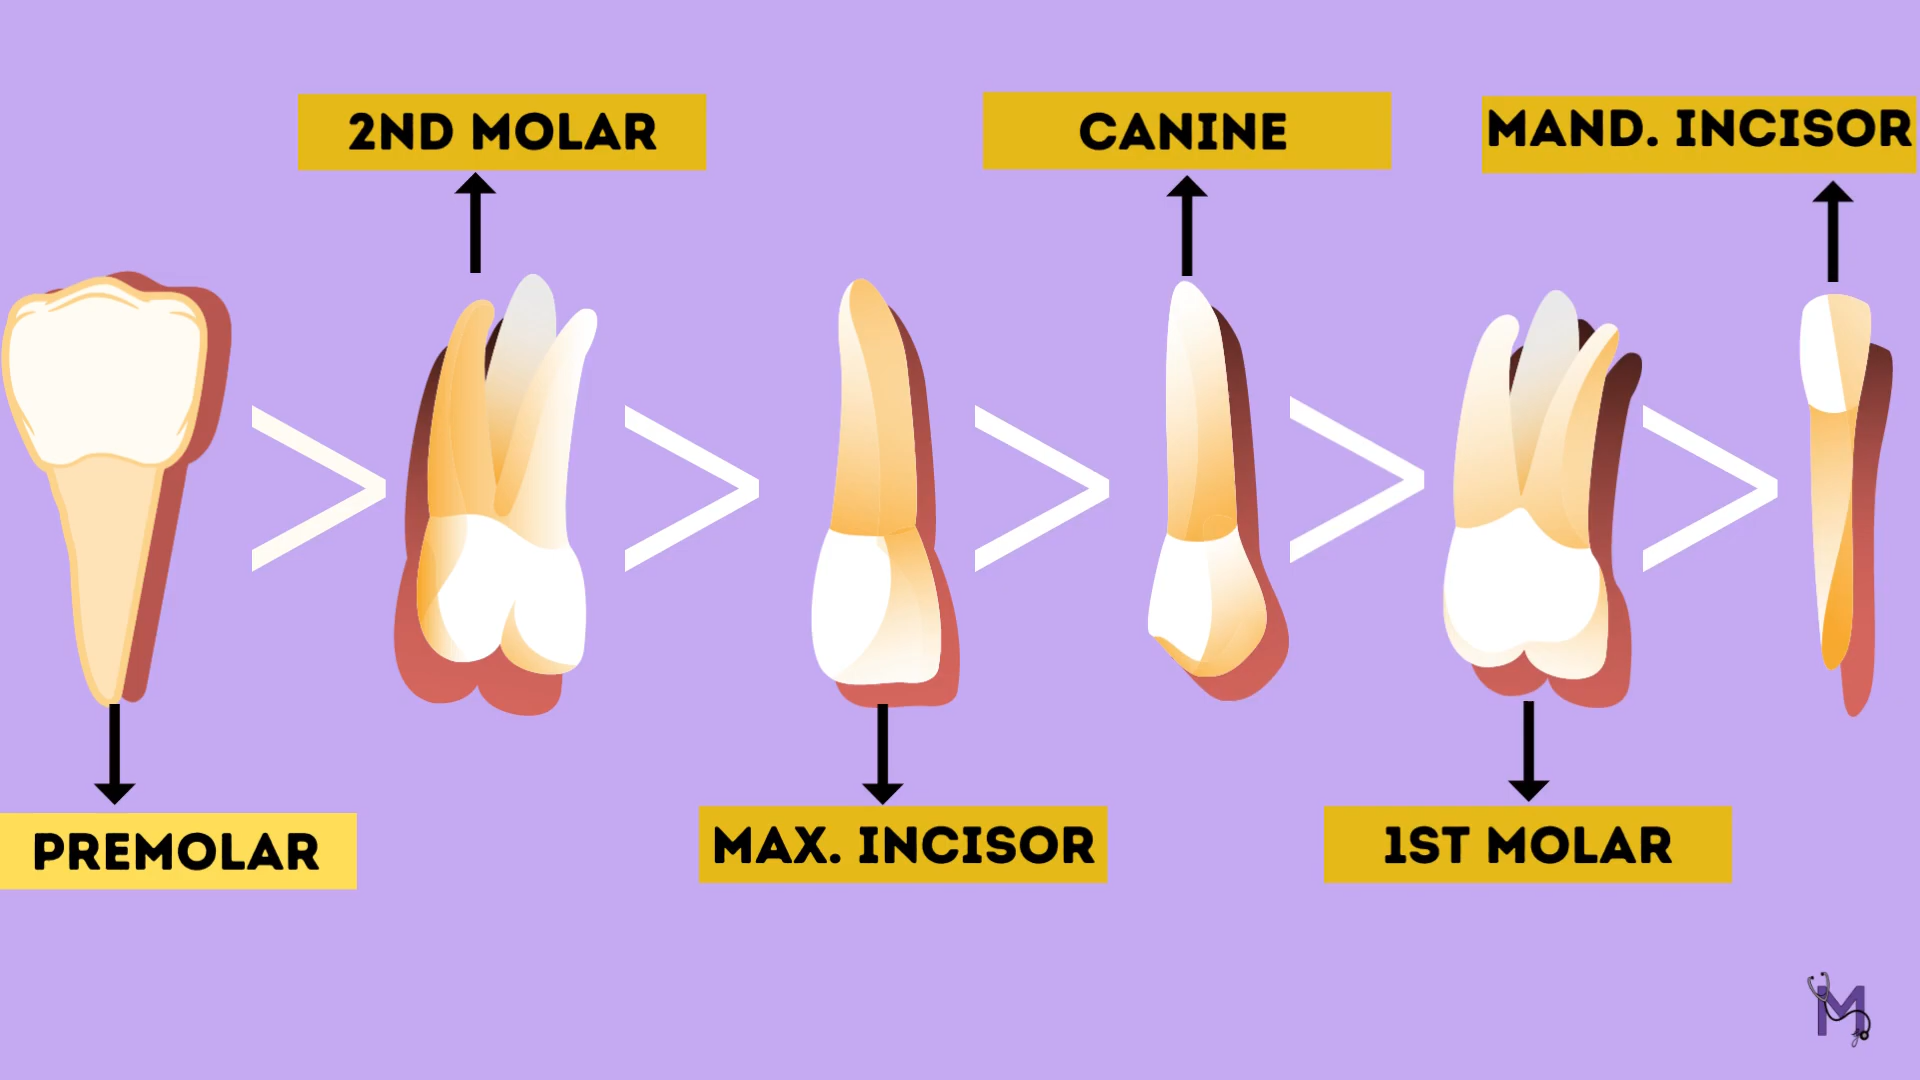 2ND MOLAR
CANINE
MAND. INCISOR
> > > > >
PREMOLAR
MAX. INCISOR
1ST MOLAR
M